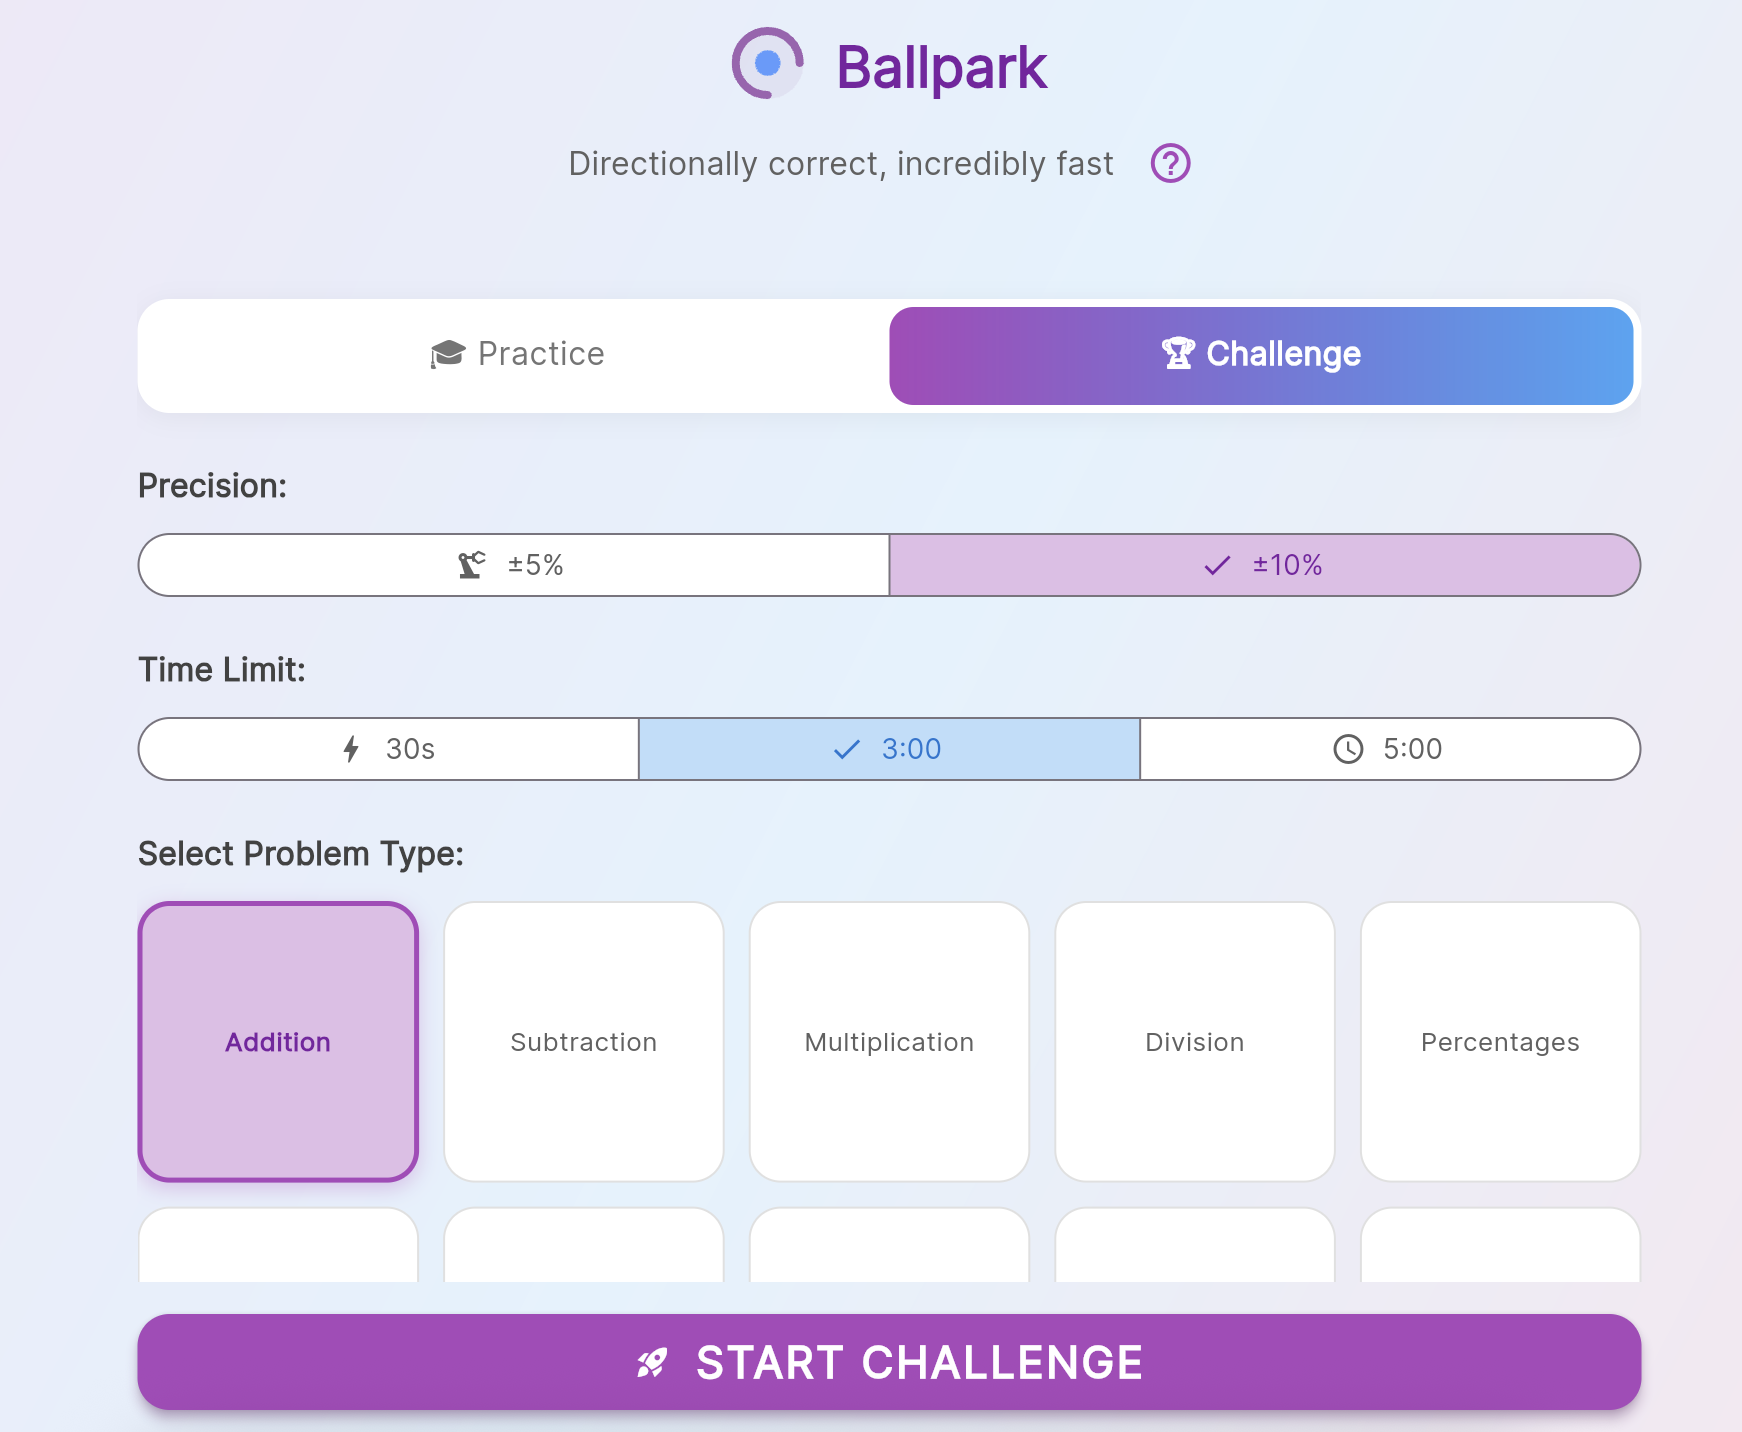 Ballpark
Directionally correct, incredibly fast
Practice
Challenge
Precision:
±5%
±10%
Time Limit:
30s
3:00
5:00
Select Problem Type:
Addition
Subtraction
Multiplication
Division
Percentages
START CHALLENGE